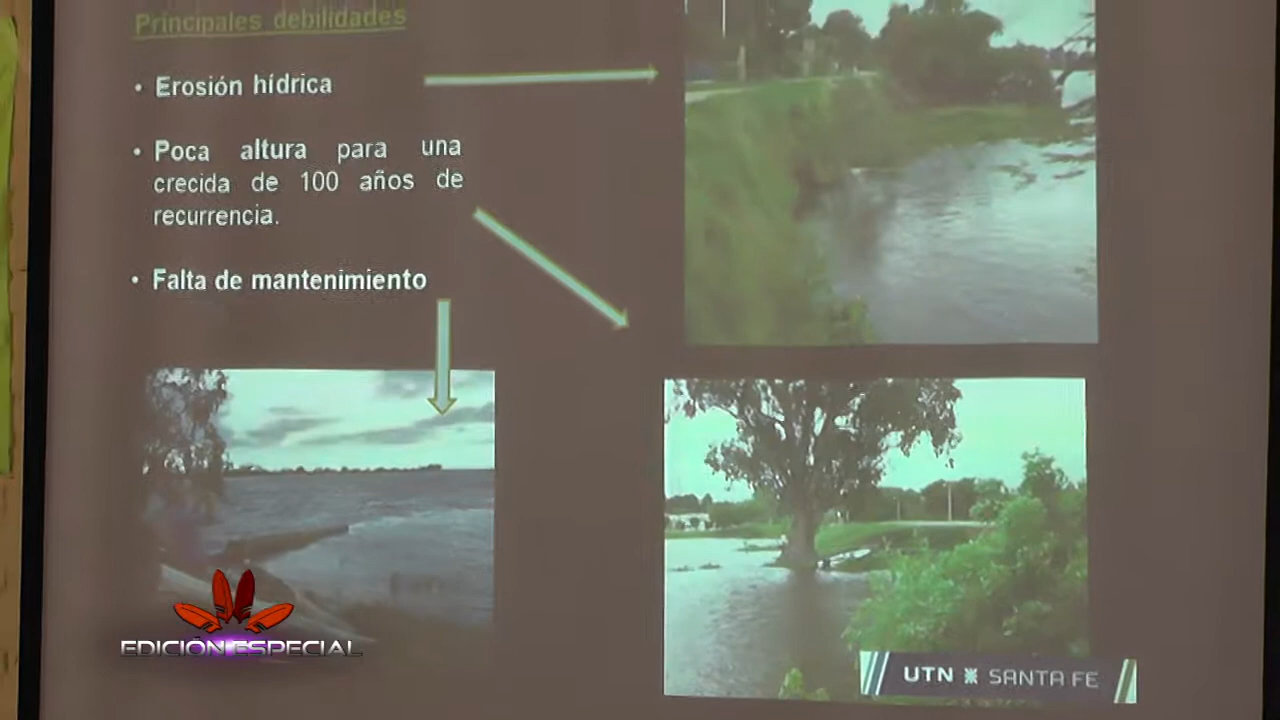 Principales debilidades
• Erosión hídrica
• Poca altura para una
crecida de 100 años de
recurrencia.
• Falta de mantenimiento
EDICIÓN ESPECIAL
UTN SANTA FE